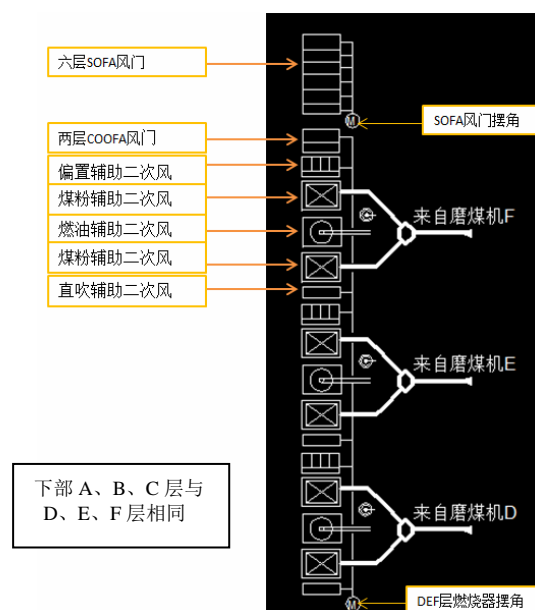 六层SOFA风门
SOFA风门摆角
两层COOFA风门
偏置辅助二次风
煤粉辅助二次风
燃油辅助二次风
煤粉辅助二次风
直吹辅助二次风
M
来自磨煤机F
来自磨煤机E
下部 A、B、C 层与
D、E、F 层相同
来自磨煤机D
M
DEF层燃烧器摆角